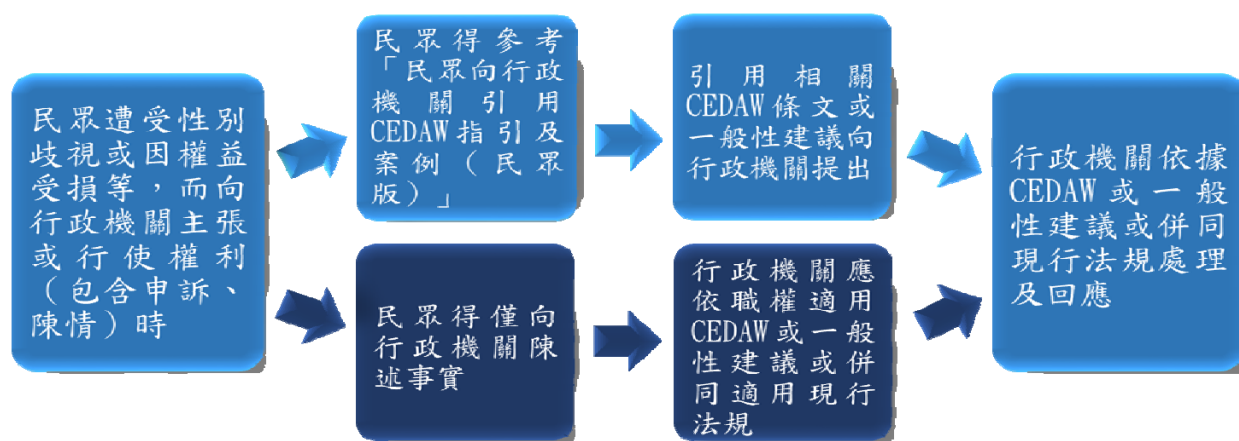 民眾遭受性別
歧視或因權益
受損等，而向
行政機關主張
或行使權利
（包含申訴、
陳情）時
民眾得參考
「民眾向行政
機關引用
CEDAW指引及
案例（民眾
版）」
引用相關
CEDAW條文或
一般性建議向
行政機關提出
民眾得僅向
行政機關陳
述事實
行政機關應
依職權適用
CEDAW或一般
性建議或併
同適用現行
法規
行政機關依據
CEDAW或一般
性建議或併同
現行法規處理
及回應